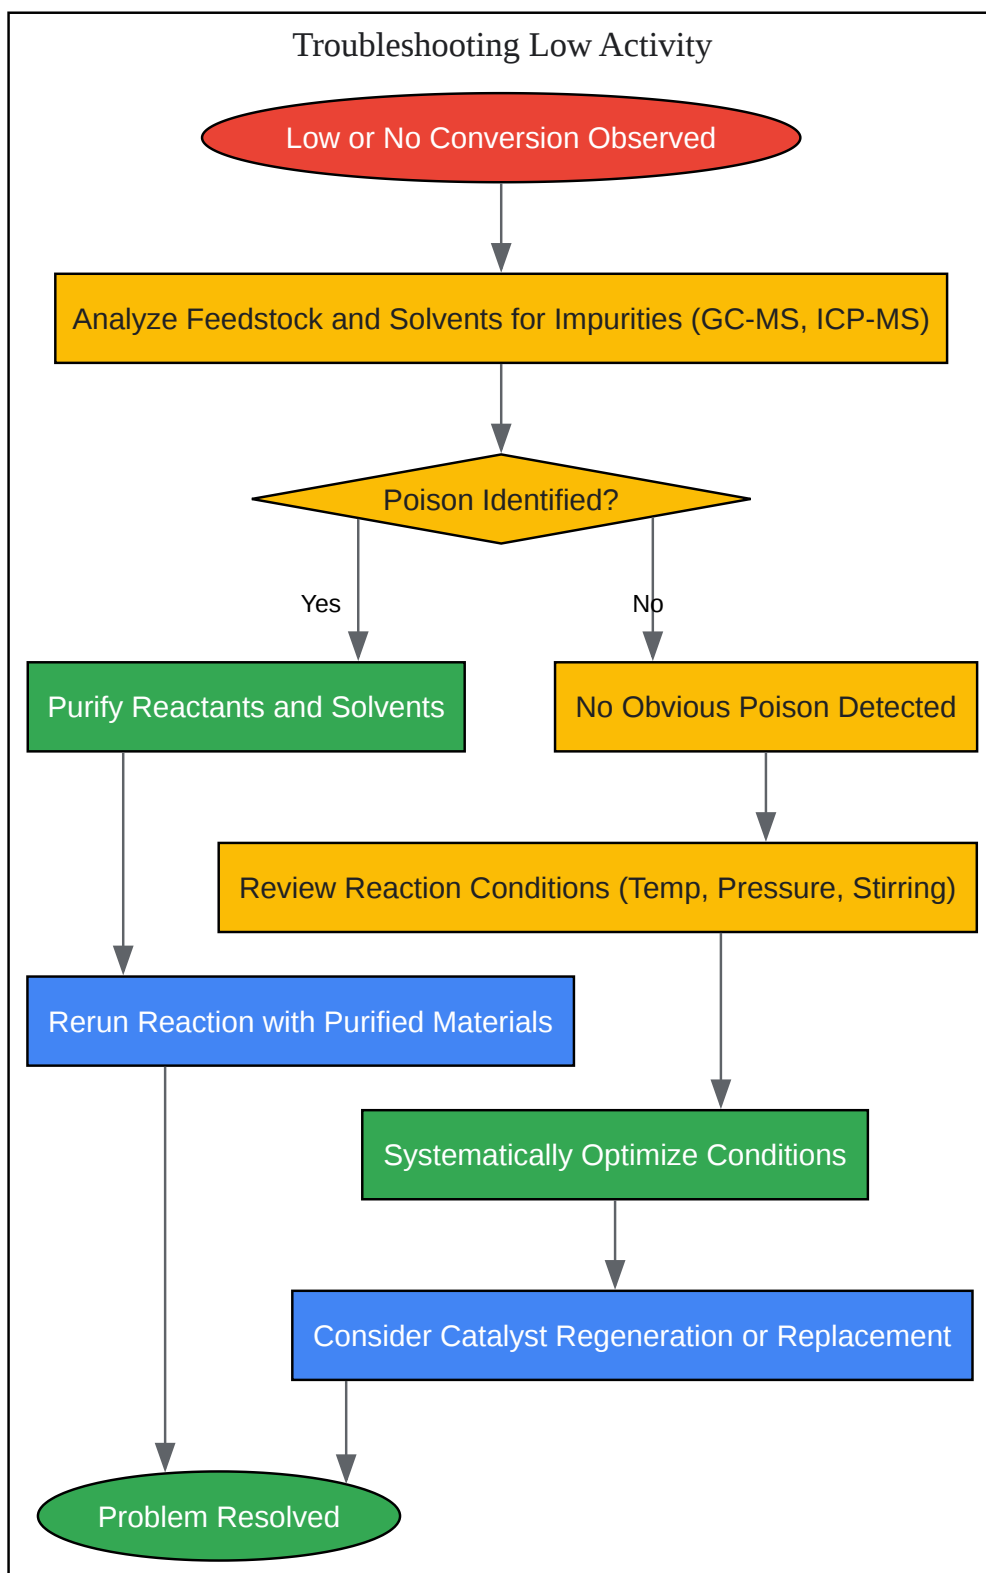 Troubleshooting Low Activity
Low or No Conversion Observed
Analyze Feedstock and Solvents for Impurities (GC-MS, ICP-MS)
Poison Identified?
Yes
No
Purify Reactants and Solvents
No Obvious Poison Detected
Review Reaction Conditions (Temp, Pressure, Stirring)
Rerun Reaction with Purified Materials
Systematically Optimize Conditions
Consider Catalyst Regeneration or Replacement
Problem Resolved